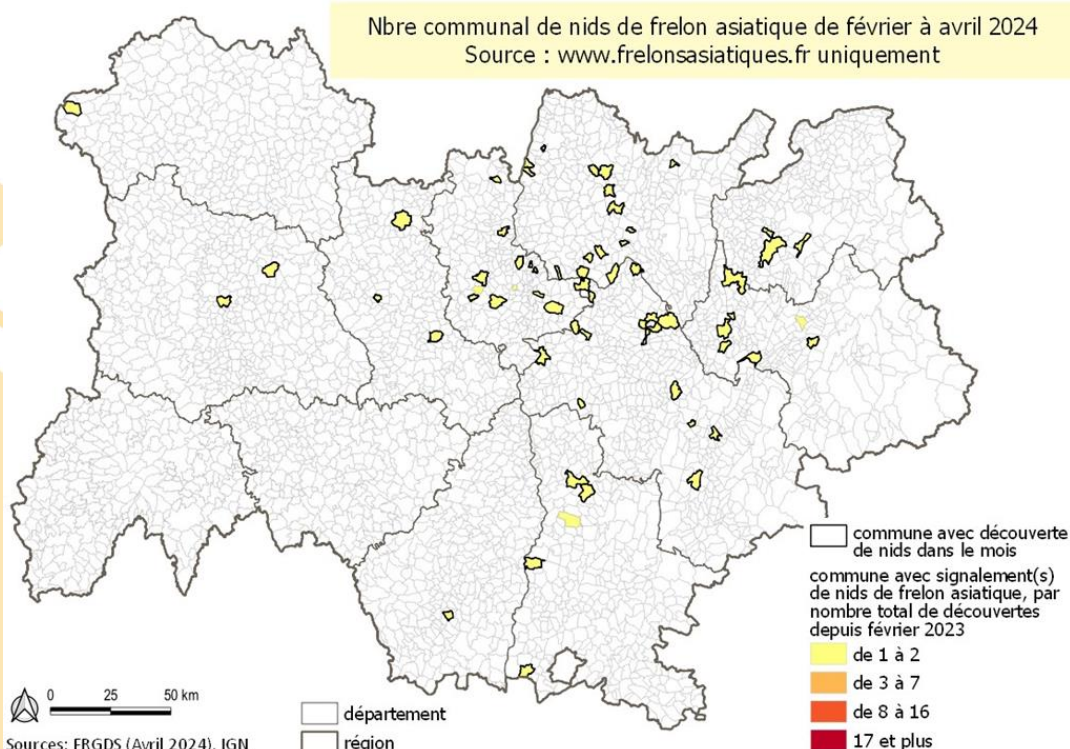 Nbre communal de nids de frelon asiatique de février à avril 2024
Source : www.frelonsasiatiques.fr uniquement
commune avec découverte
de nids dans le mois
commune avec signalement(s)
de nids de frelon asiatique, par
nombre total de découvertes
depuis février 2023
de 1 à 2
de 3 à 7
de 8 à 16
17 et plus
0 25 50 km
département
région
Sources: FRGDS (Avril 2024), IGN